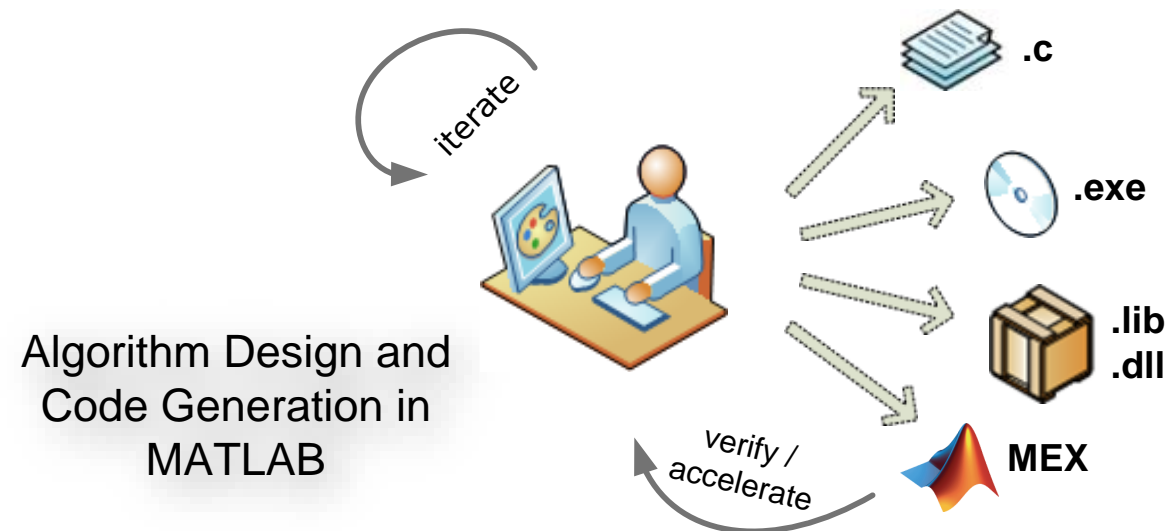 iterate
.c
.exe
.lib
.dll
Algorithm Design and
Code Generation in
MATLAB
verify /
accelerate
MEX